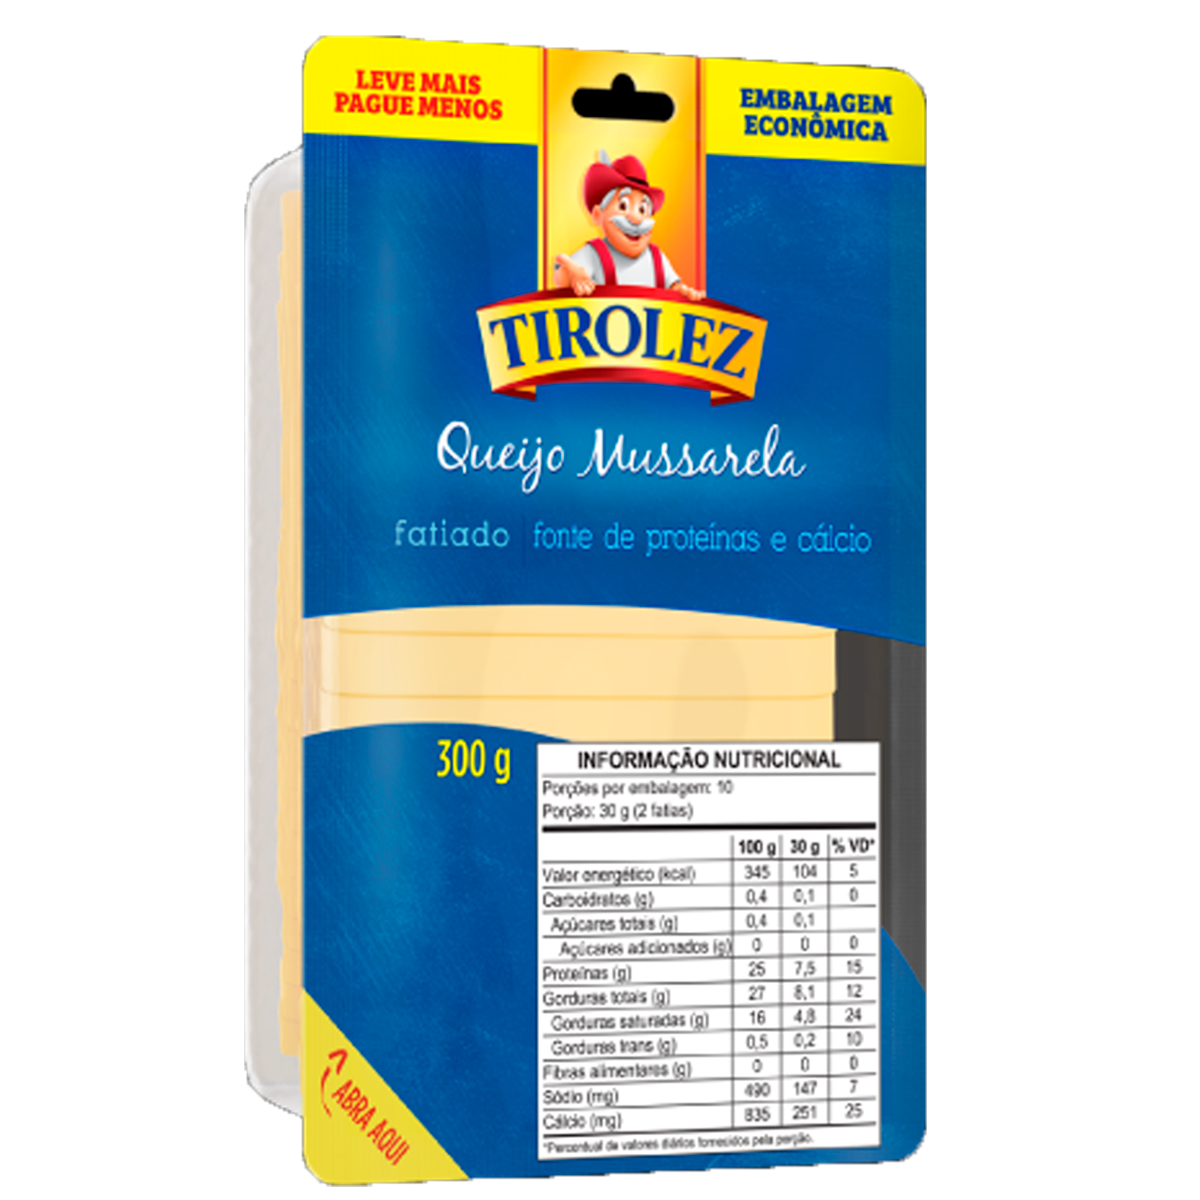 LEVE MAIS
PAGUE MENOS
EMBALAGEM
ECONÔMICA
TIROLEZ
Queijo Mussarela
fatiado | fonte de proteínas e cálcio
300 g
INFORMAÇÃO NUTRICIONAL
Porções por embalagem: 10
Porção: 30 g (2 fatias)
100 g 30 g % VD*
Valor energético (kcal) 345 104 5
Carboidratos (g) 0,4 0,1 0
Açúcares totais (g) 0,4 0,1
Açúcares adicionados (g) 0 0 0
Proteínas (g) 25 7,5 15
Gorduras totais (g) 27 8,1 12
Gorduras saturadas (g) 16 4,8 24
Gorduras trans (g) 0,5 0,2 10
Fibras alimentares (g) 0 0 0
Sódio (mg) 490 147 7
Cálcio (mg) 835 251 25
*Percentual de valores diários fornecidos pela porção.
ABRA AQUI